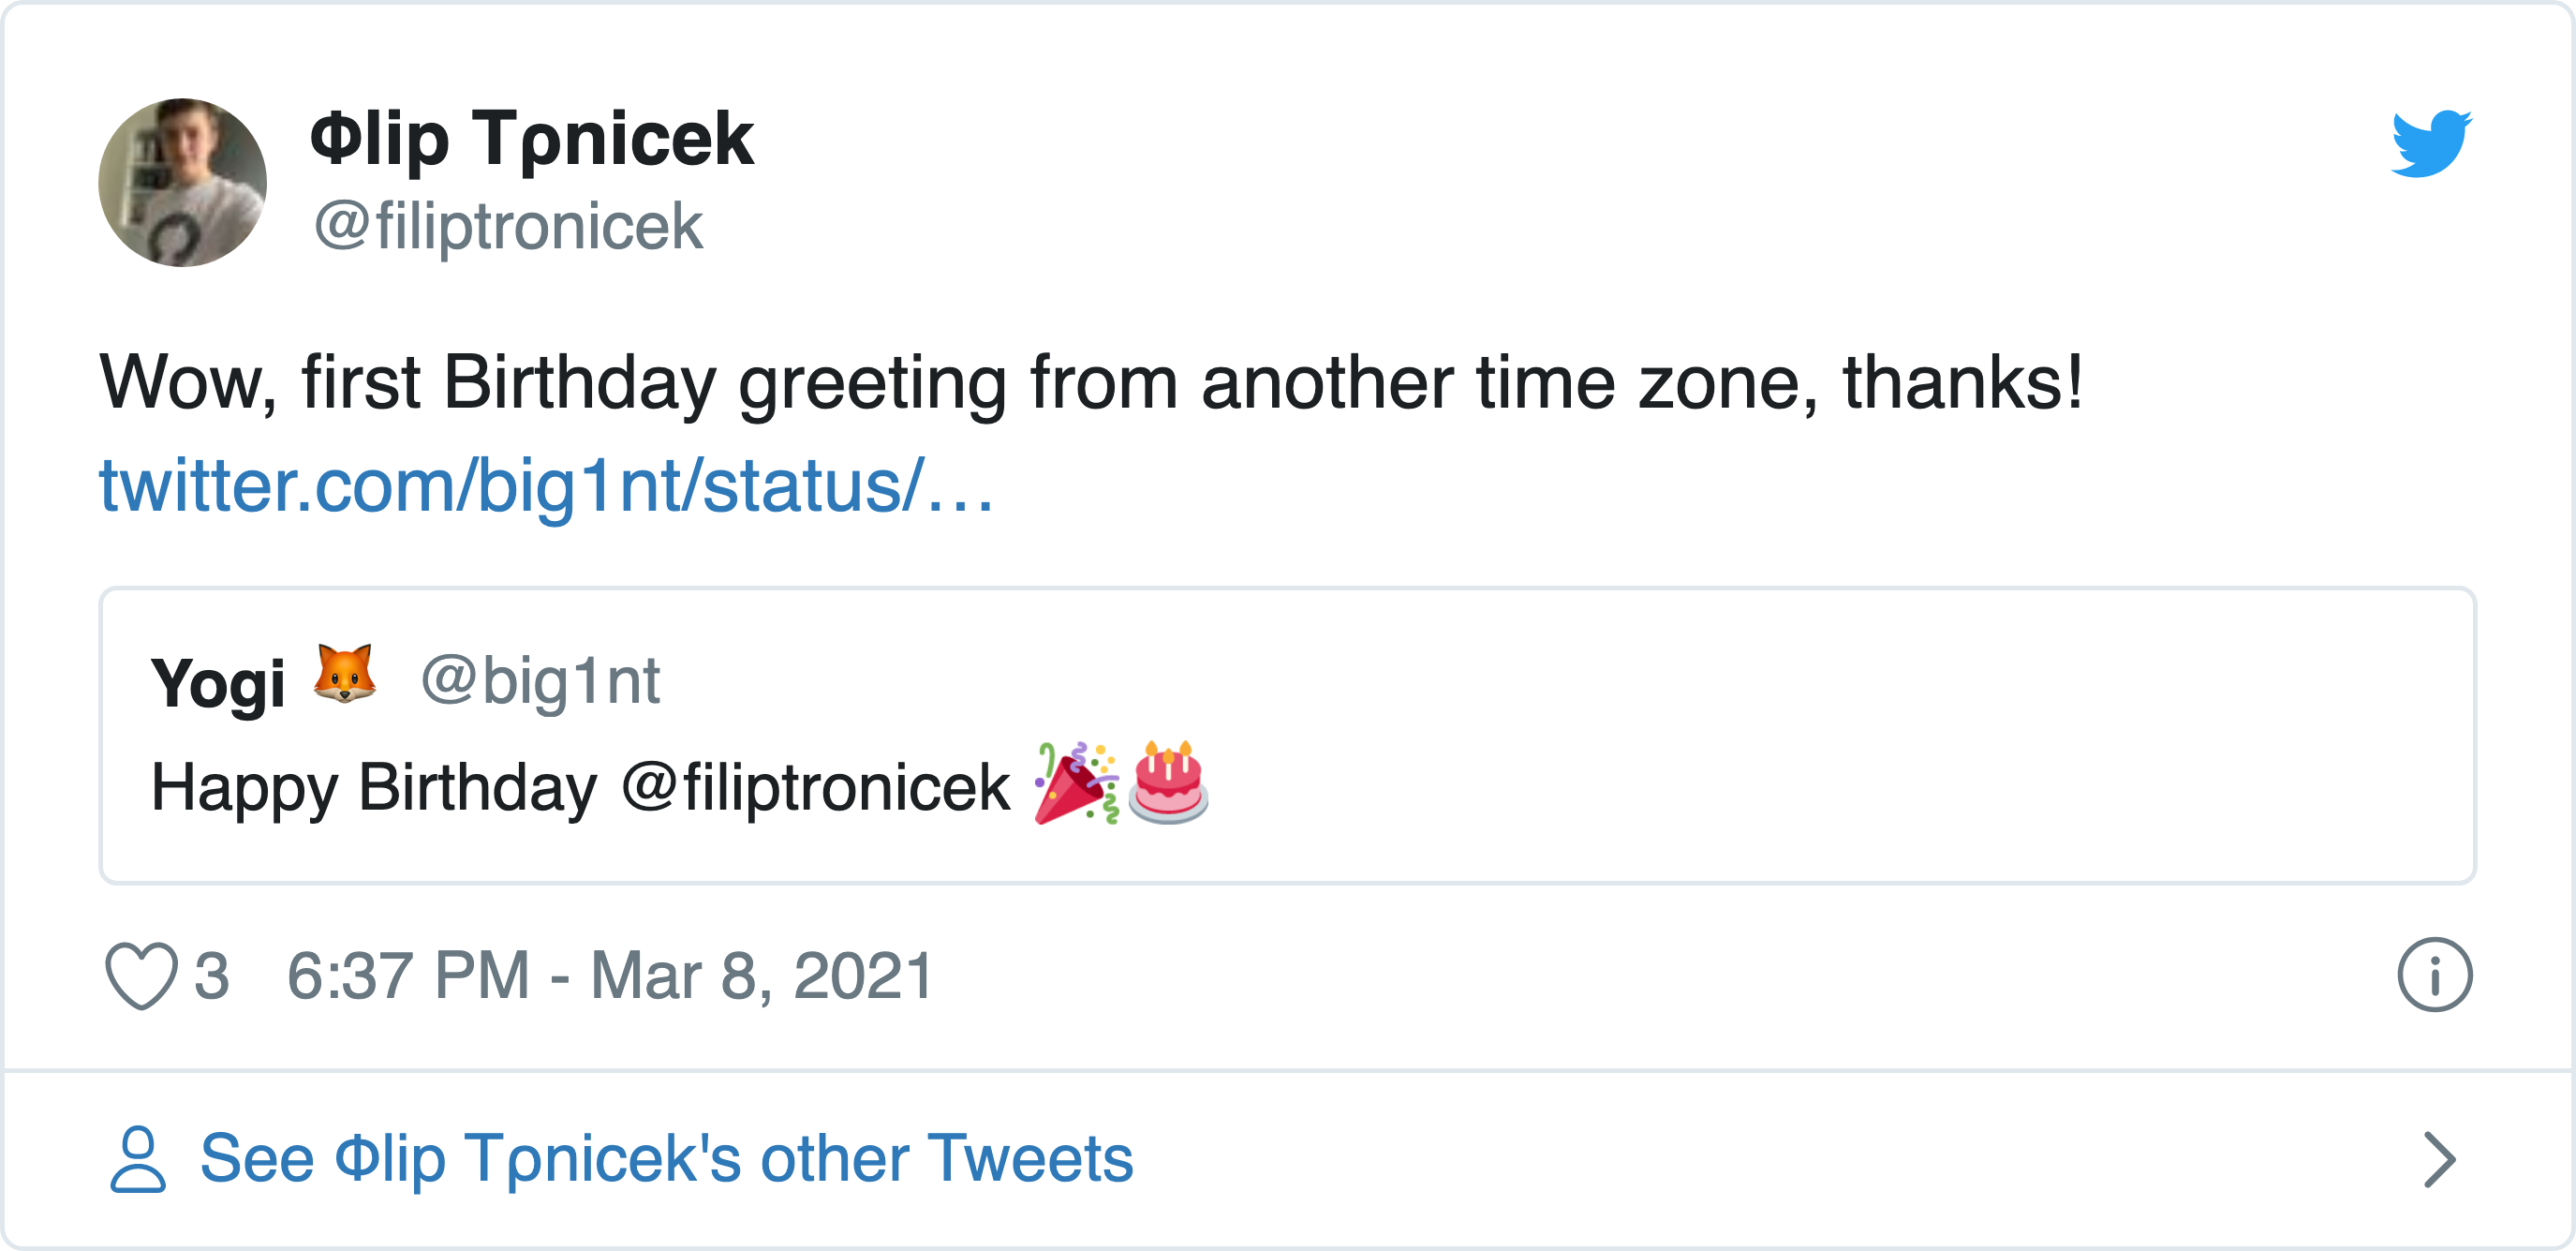 Φlip Tρnicek
@filiptronicek
Wow, first Birthday greeting from another time zone, thanks!
twitter.com/big1nt/status/…
Yogi 🦊 @big1nt
Happy Birthday @filiptronicek 🎉🎂
3 6:37 PM - Mar 8, 2021
See Φlip Tρnicek's other Tweets